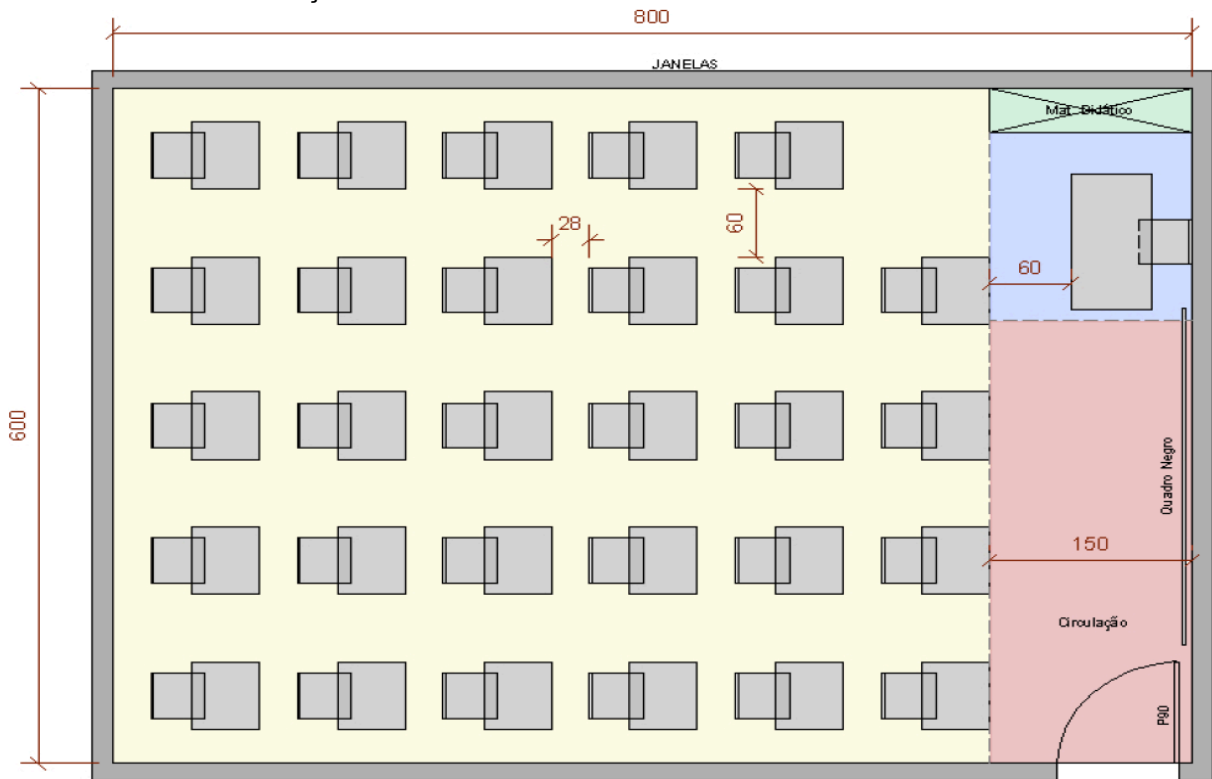 800
JANELAS
Mat. Didático
28
60
60
600
Quadro Negro
150
Circulação
P90